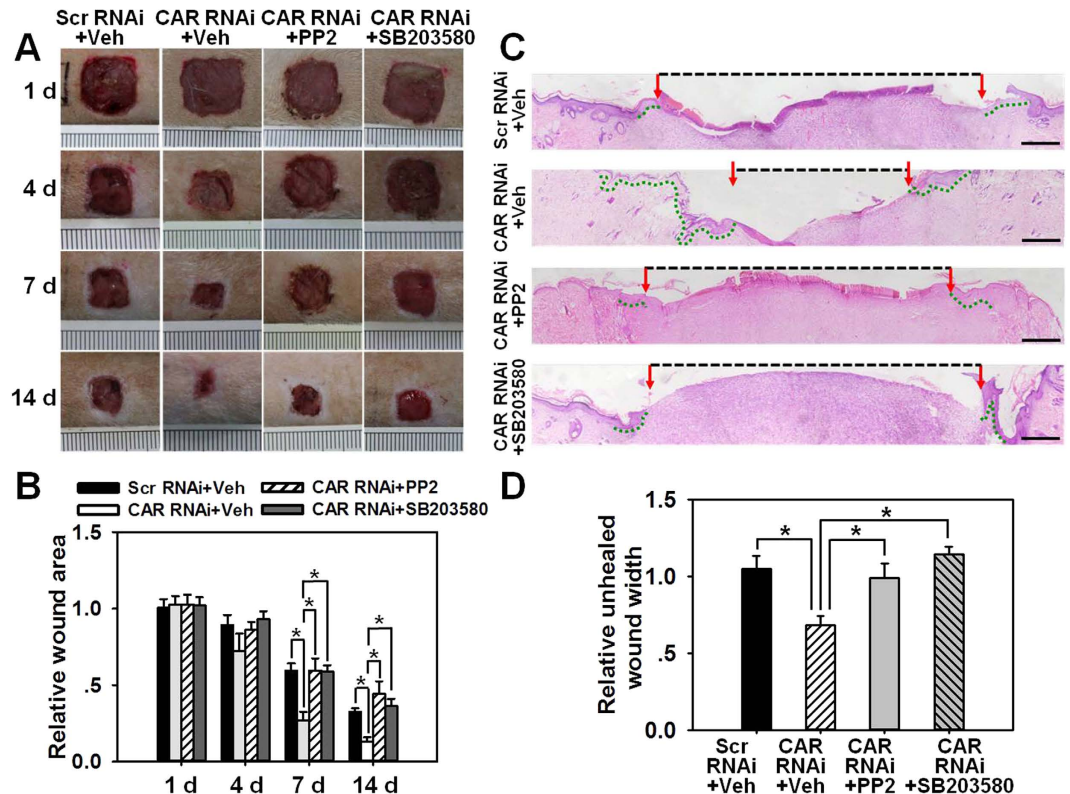 A
Scr RNAi CAR RNAi CAR RNAi CAR RNAi
+Veh +Veh +PP2 +SB203580
1 d
4 d
7 d
14 d
C
Scr RNAi
+Veh
CAR RNAi
+Veh
CAR RNAi
+PP2
CAR RNAi
+SB203580
B
Scr RNAi+Veh CAR RNAi+PP2
CAR RNAi+Veh CAR RNAi+SB203580
Relative wound area
1.5
1.0
.5
0.0
* * *
* * *
1 d 4 d 7 d 14 d
D
Relative unhealed
wound width
1.5
1.0
.5
0.0
* * *
Scr CAR CAR CAR
RNAi RNAi RNAi RNAi
+Veh +Veh +PP2 +SB203580